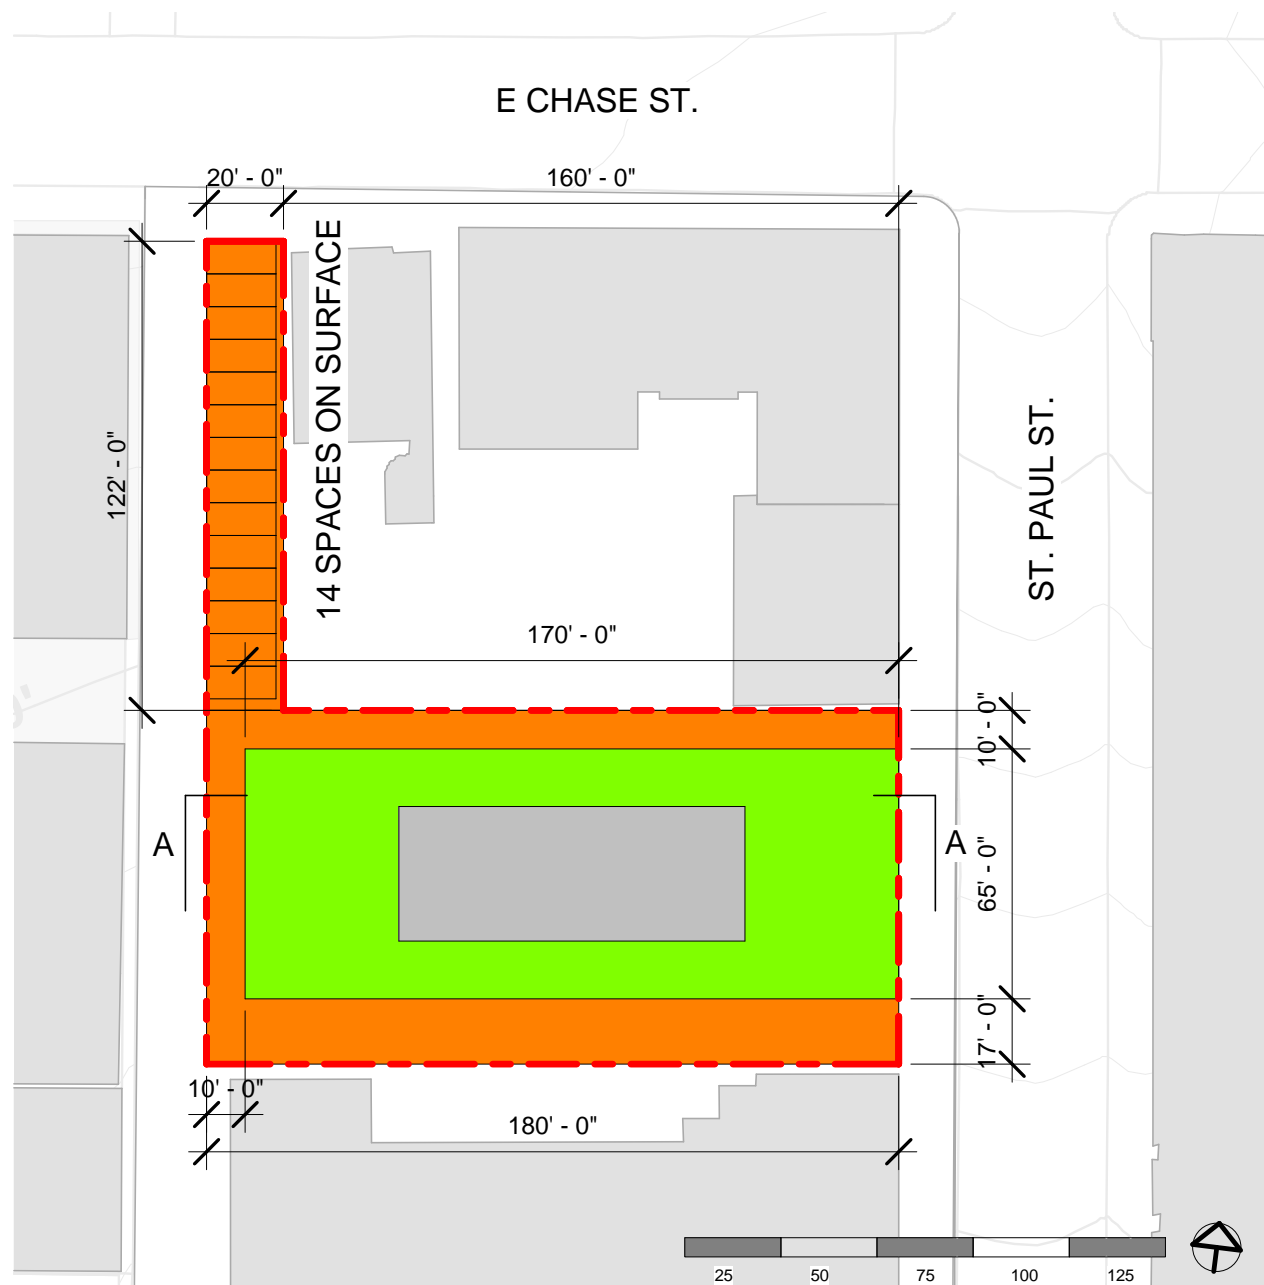 E CHASE ST.
20' - 0"
160' - 0"
14 SPACES ON SURFACE
122' - 0"
ST. PAUL ST.
170' - 0"
10' - 0"
A
A
65' - 0"
17' - 0"
10' - 0"
180' - 0"
25 50 75 100 125